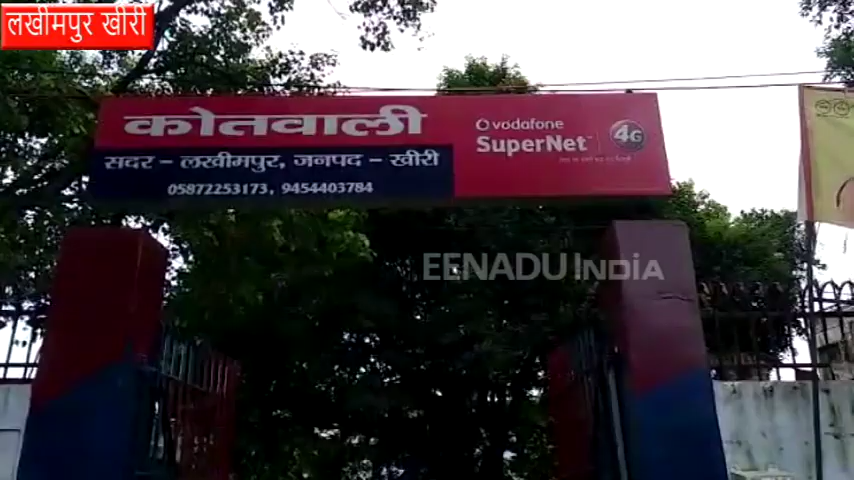 लखीमपुर खीरी
कोतवाली
सदर - लखीमपुर, जनपद - खीरी
05872253173, 9454403784
vodafone
SuperNet
4G
EENADU INDIA